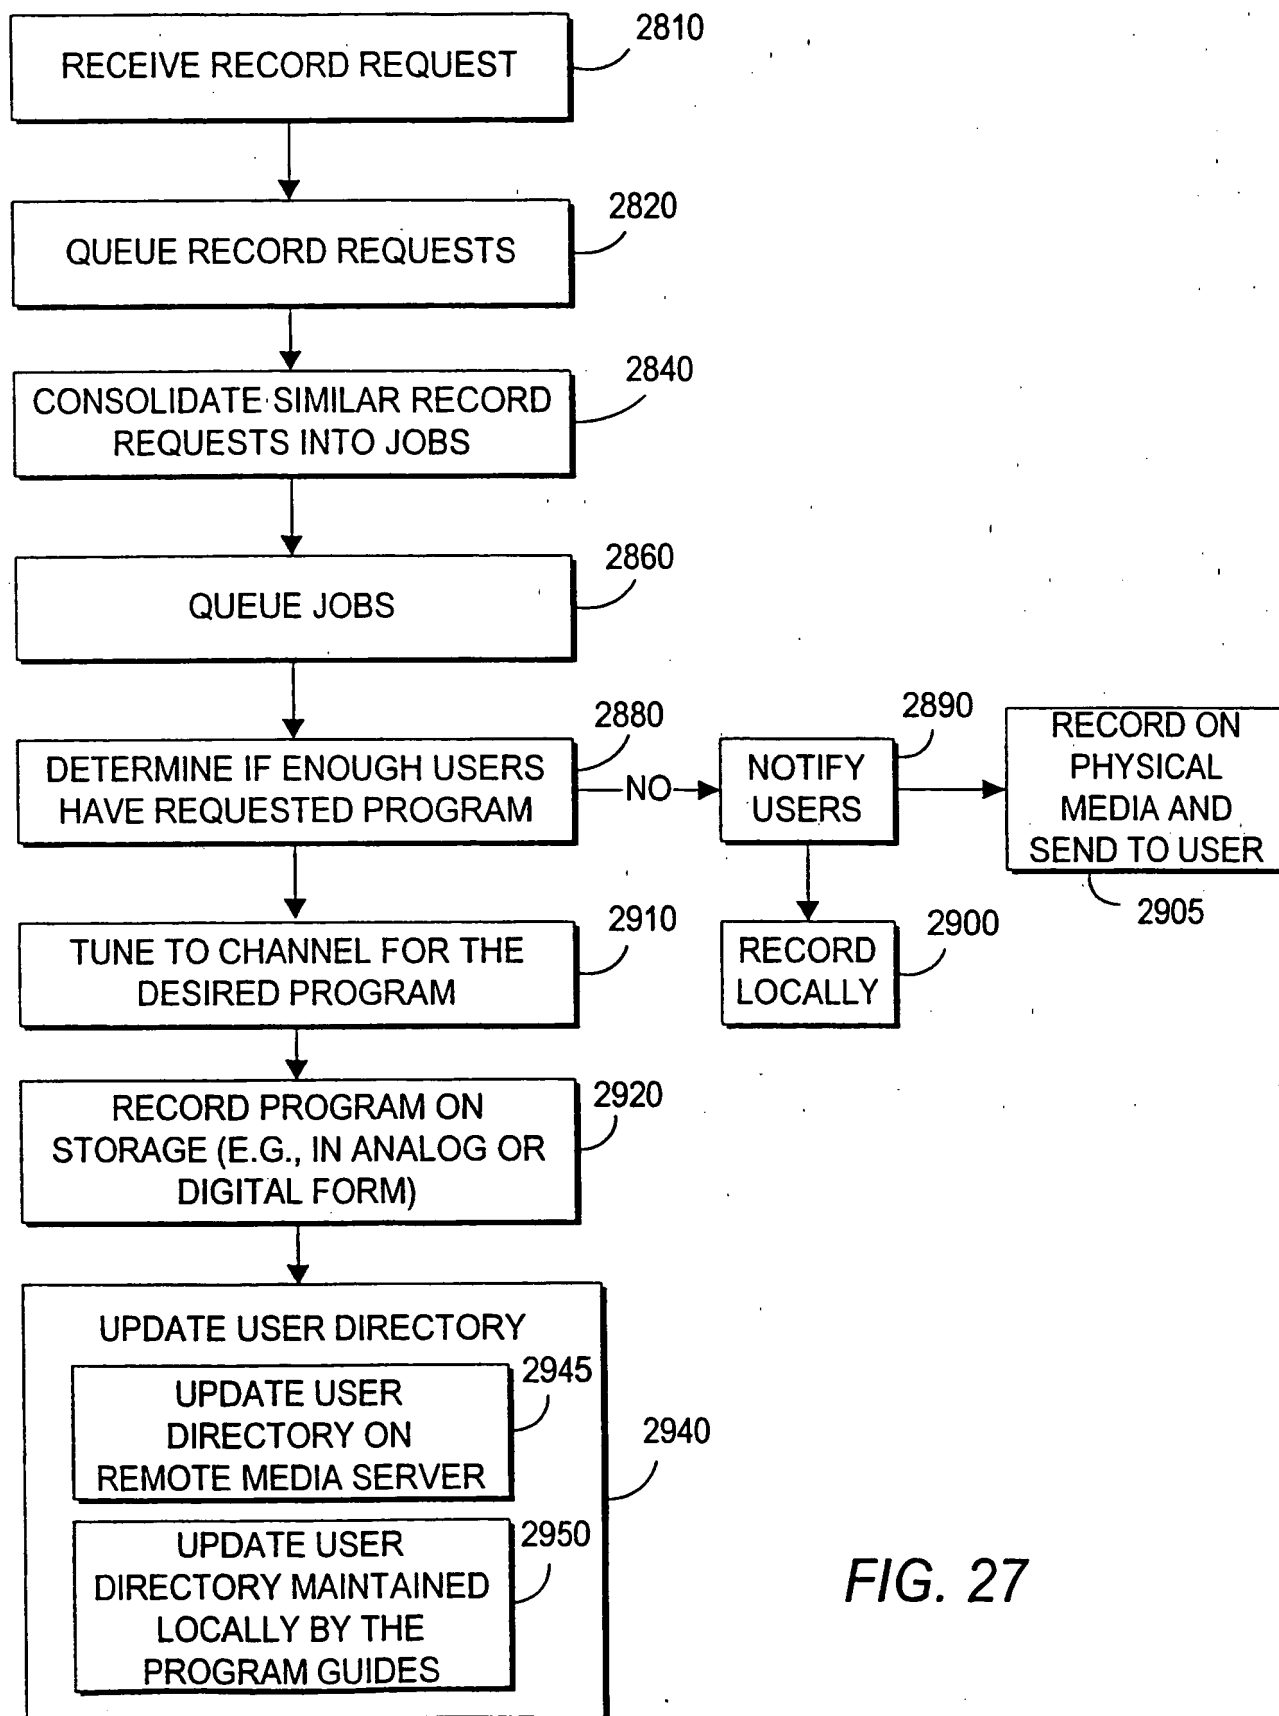 RECEIVE RECORD REQUEST
2810
QUEUE RECORD REQUESTS
2820
CONSOLIDATE SIMILAR RECORD
REQUESTS INTO JOBS
2840
QUEUE JOBS
2860
DETERMINE IF ENOUGH USERS
HAVE REQUESTED PROGRAM
2880
NO
NOTIFY
USERS
2890
RECORD ON
PHYSICAL
MEDIA AND
SEND TO USER
2905
RECORD
LOCALLY
2900
TUNE TO CHANNEL FOR THE
DESIRED PROGRAM
2910
RECORD PROGRAM ON
STORAGE (E.G., IN ANALOG OR
DIGITAL FORM)
2920
UPDATE USER DIRECTORY
2940
UPDATE USER
DIRECTORY ON
REMOTE MEDIA SERVER
2945
UPDATE USER
DIRECTORY MAINTAINED
LOCALLY BY THE
PROGRAM GUIDES
2950
FIG. 27